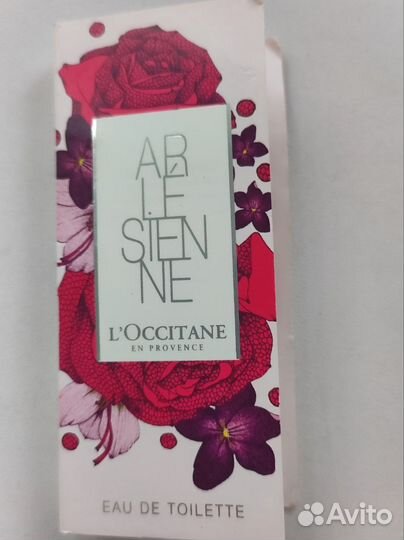 AR
LÉ
SIEN
NE
L'OCCITANE
EN PROVENCE
EAU DE TOILETTE
Avito